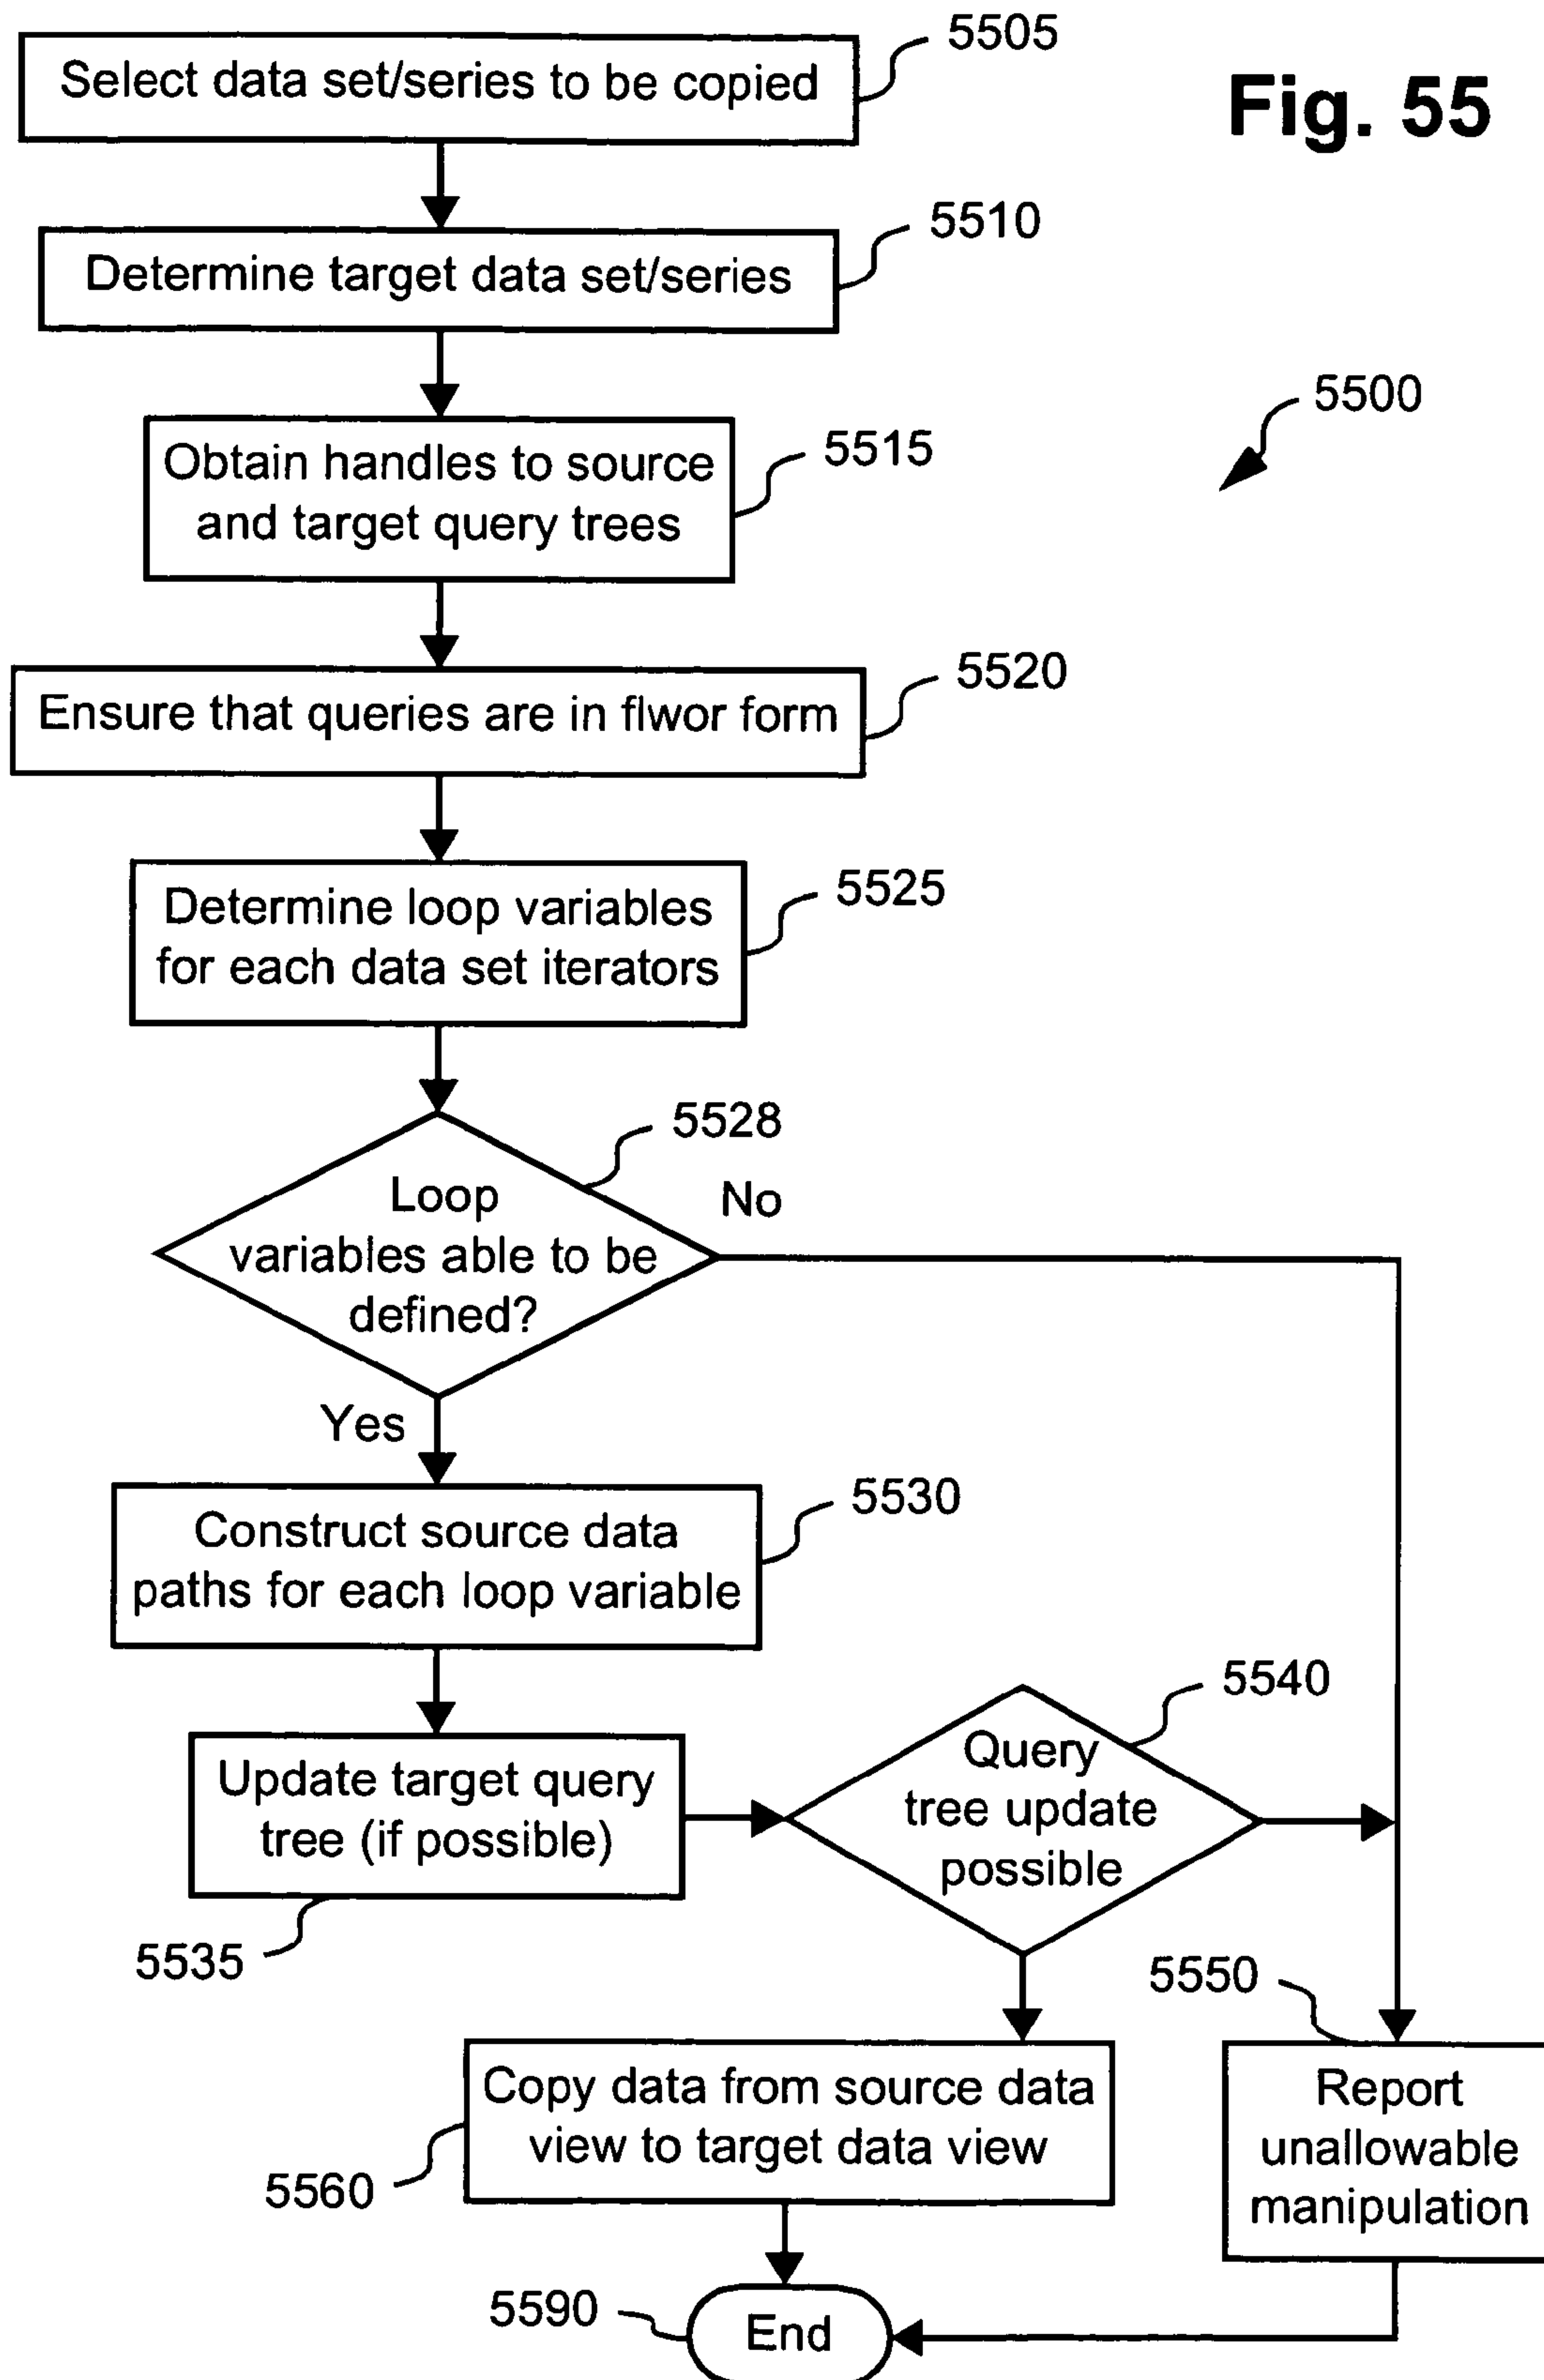 5505
Select data set/series to be copied
Fig. 55
5510
Determine target data set/series
5500
5515
Obtain handles to source
and target query trees
5520
Ensure that queries are in flwor form
5525
Determine loop variables
for each data set iterators
5528
Loop
variables able to be
defined?
No
Yes
5530
Construct source data
paths for each loop variable
5540
Query
tree update
possible
Update target query
tree (if possible)
5535
5550
Copy data from source data
view to target data view
5560
Report
unallowable
manipulation
5590
End